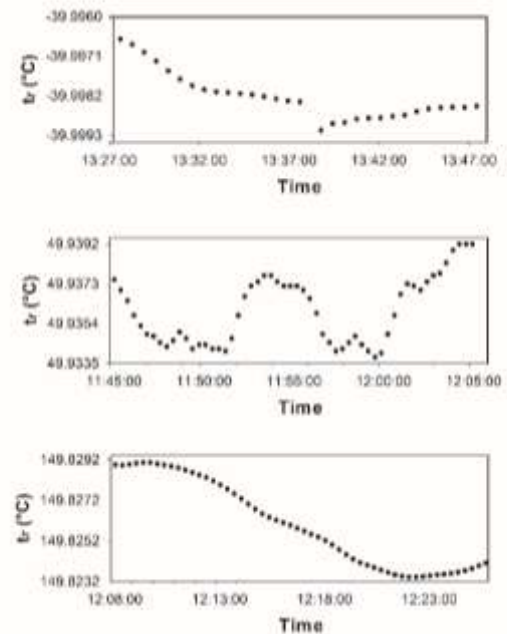 -39.9960
-39.9971
-39.9982
-39.9993
tr (°C)
13:27:00 13:32:00 13:37:00 13:42:00 13:47:00
Time
49.9392
49.9373
49.9354
49.9335
tr (°C)
11:45:00 11:50:00 11:55:00 12:00:00 12:05:00
Time
149.8292
149.8272
149.8252
149.8232
tr (°C)
12:08:00 12:13:00 12:18:00 12:23:00
Time